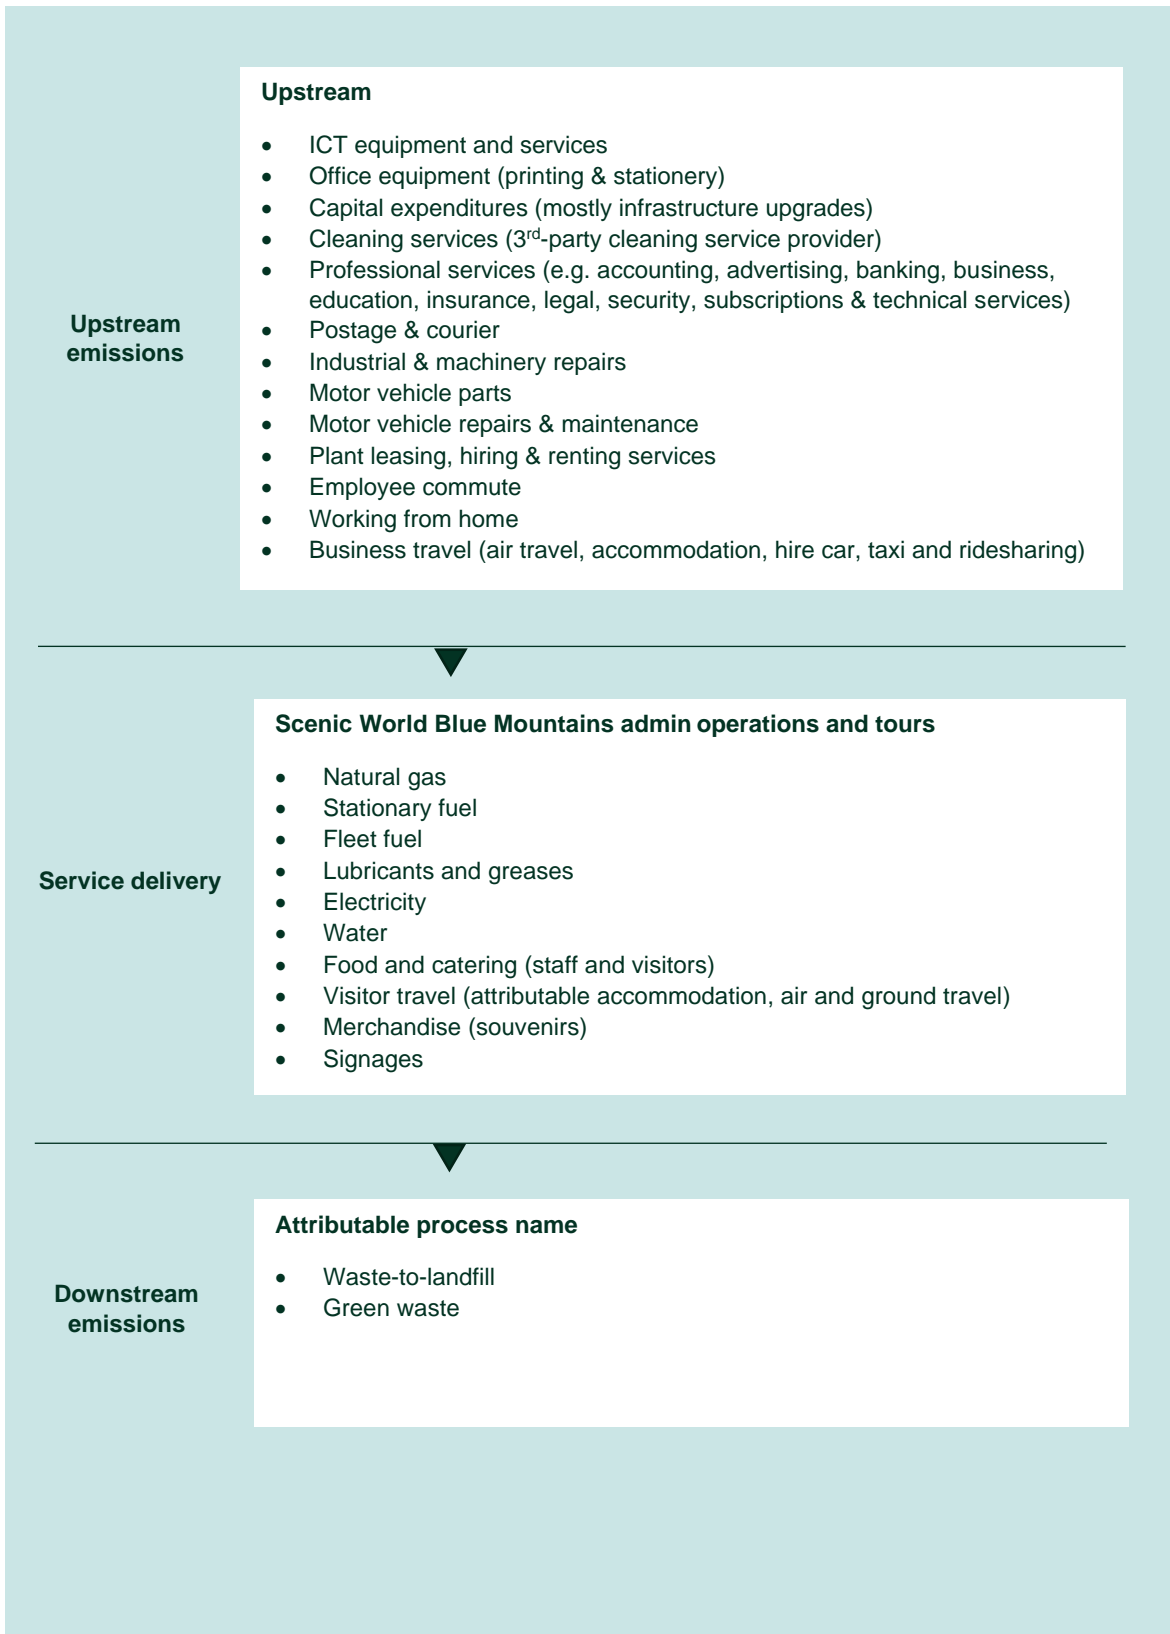 Upstream
• ICT equipment and services
• Office equipment (printing & stationery)
• Capital expenditures (mostly infrastructure upgrades)
• Cleaning services (3rd-party cleaning service provider)
• Professional services (e.g. accounting, advertising, banking, business,
education, insurance, legal, security, subscriptions & technical services)
Upstream
emissions
• Postage & courier
• Industrial & machinery repairs
• Motor vehicle parts
• Motor vehicle repairs & maintenance
• Plant leasing, hiring & renting services
• Employee commute
• Working from home
• Business travel (air travel, accommodation, hire car, taxi and ridesharing)
Scenic World Blue Mountains admin operations and tours
• Natural gas
• Stationary fuel
• Fleet fuel
• Lubricants and greases
Service delivery
• Electricity
• Water
• Food and catering (staff and visitors)
• Visitor travel (attributable accommodation, air and ground travel)
• Merchandise (souvenirs)
• Signages
Attributable process name
• Waste-to-landfill
• Green waste
Downstream
emissions